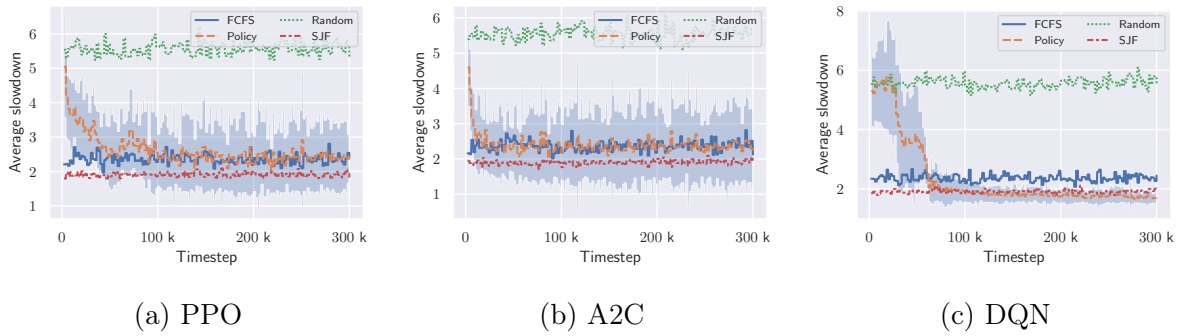 FCFS
Policy
Random
SJF
Average slowdown
6
5
4
3
2
1
0
100 k
200 k
300 k
Timestep
(a) PPO
FCFS
Policy
Random
SJF
Average slowdown
6
5
4
3
2
1
0
100 k
200 k
300 k
Timestep
(b) A2C
FCFS
Policy
Random
SJF
Average slowdown
8
6
4
2
0
100 k
200 k
300 k
Timestep
(c) DQN